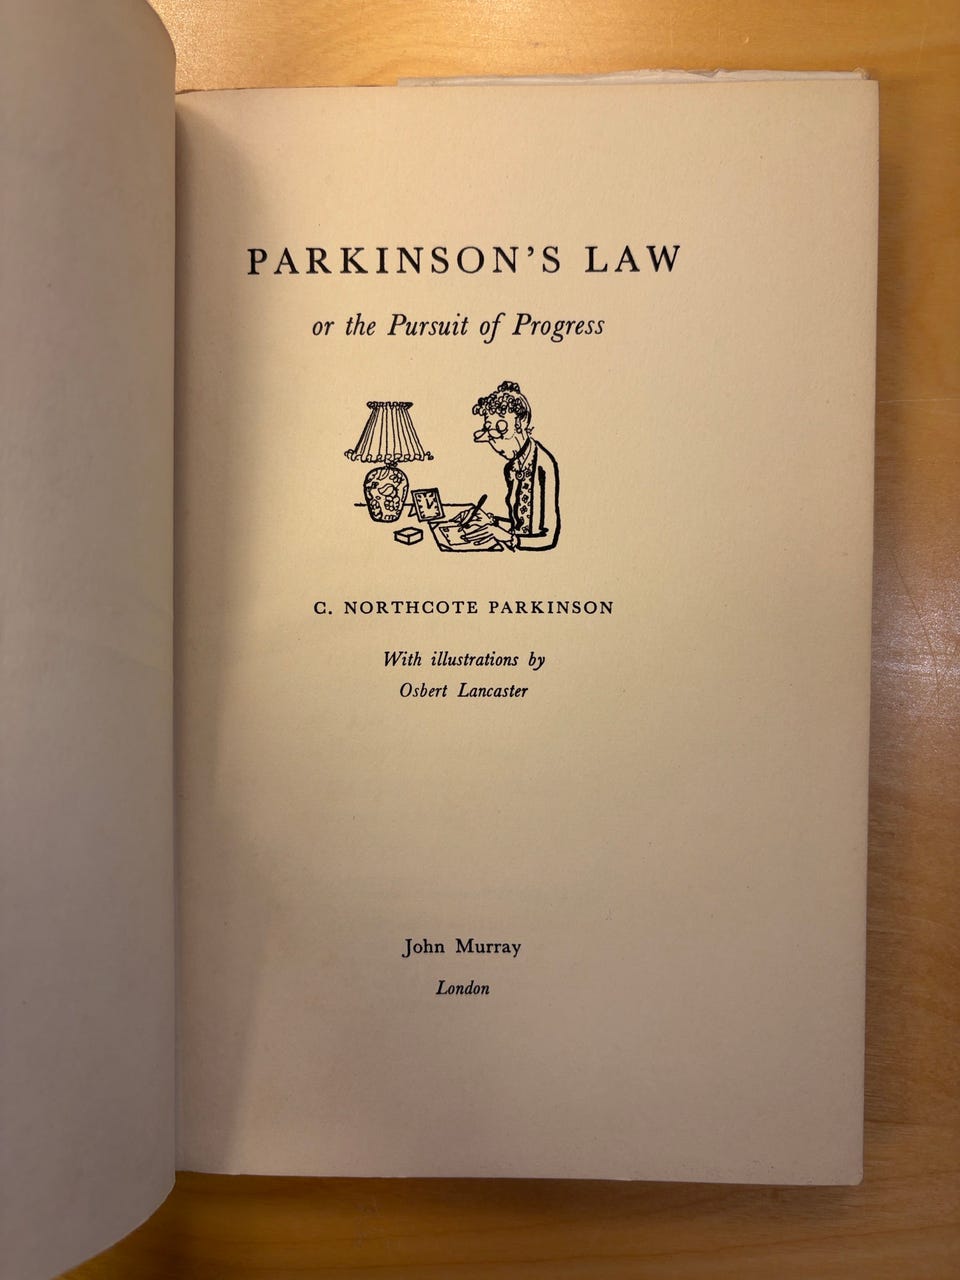 PARKINSON'S LAW
or the Pursuit of Progress
C. NORTHCOTE PARKINSON
With illustrations by
Osbert Lancaster
John Murray
London